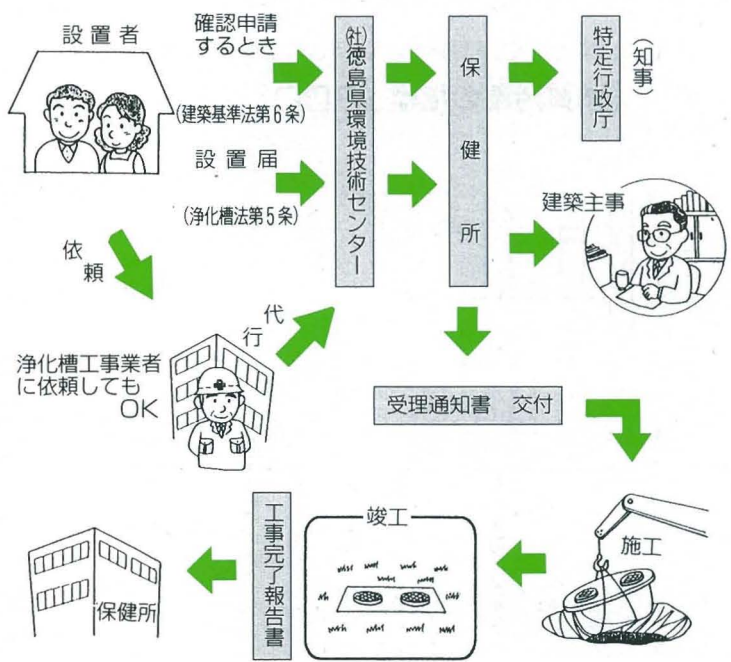 設置者
確認申請
するとき
(建築基準法第6条)
設置届
(浄化槽法第5条)
(社)徳島県環境技術センター
保健所
特定行政庁
(知事)
建築主事
依頼
代行
浄化槽工事業者
に依頼しても
OK
受理通知書 交付
施工
竣工
工事完了報告書
保健所